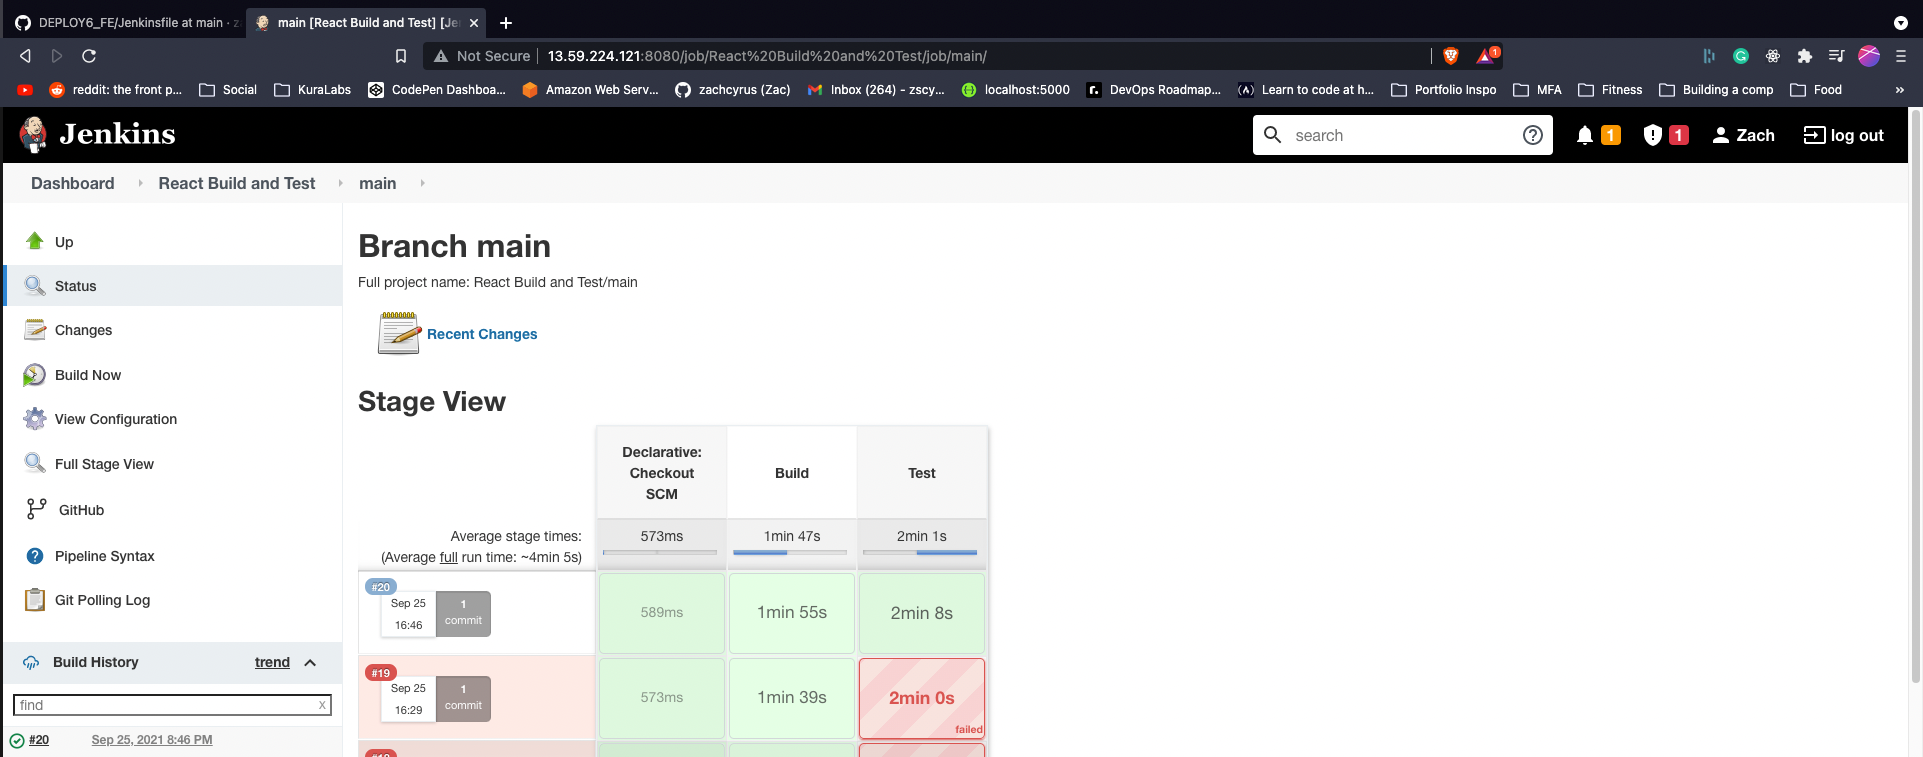 DEPLOY6_FE/Jenkinsfile at main · z
main [React Build and Test] [Je
Not Secure
13.59.224.121:8080/job/React%20Build%20and%20Test/job/main/
1
reddit: the front p...
Social
KuraLabs
CodePen Dashboa...
Amazon Web Serv...
zachcyrus (Zac)
Inbox (264) - zscy...
localhost:5000
DevOps Roadmap...
Learn to code at h...
Portfolio Inspo
MFA
Fitness
Building a comp
Food
»
Jenkins
search
1
1
Zach
log out
Dashboard
React Build and Test
main
Up
Status
Changes
Build Now
View Configuration
Full Stage View
GitHub
Pipeline Syntax
Git Polling Log
Build History
trend
find
x
#20
Sep 25, 2021 8:46 PM
Branch main
Full project name: React Build and Test/main
Recent Changes
Stage View
Declarative:
Checkout
SCM
Build
Test
Average stage times:
(Average full run time: ~4min 5s)
573ms
1min 47s
2min 1s
#20
Sep 25
16:46
1
commit
589ms
1min 55s
2min 8s
#19
Sep 25
16:29
1
commit
573ms
1min 39s
2min 0s
failed